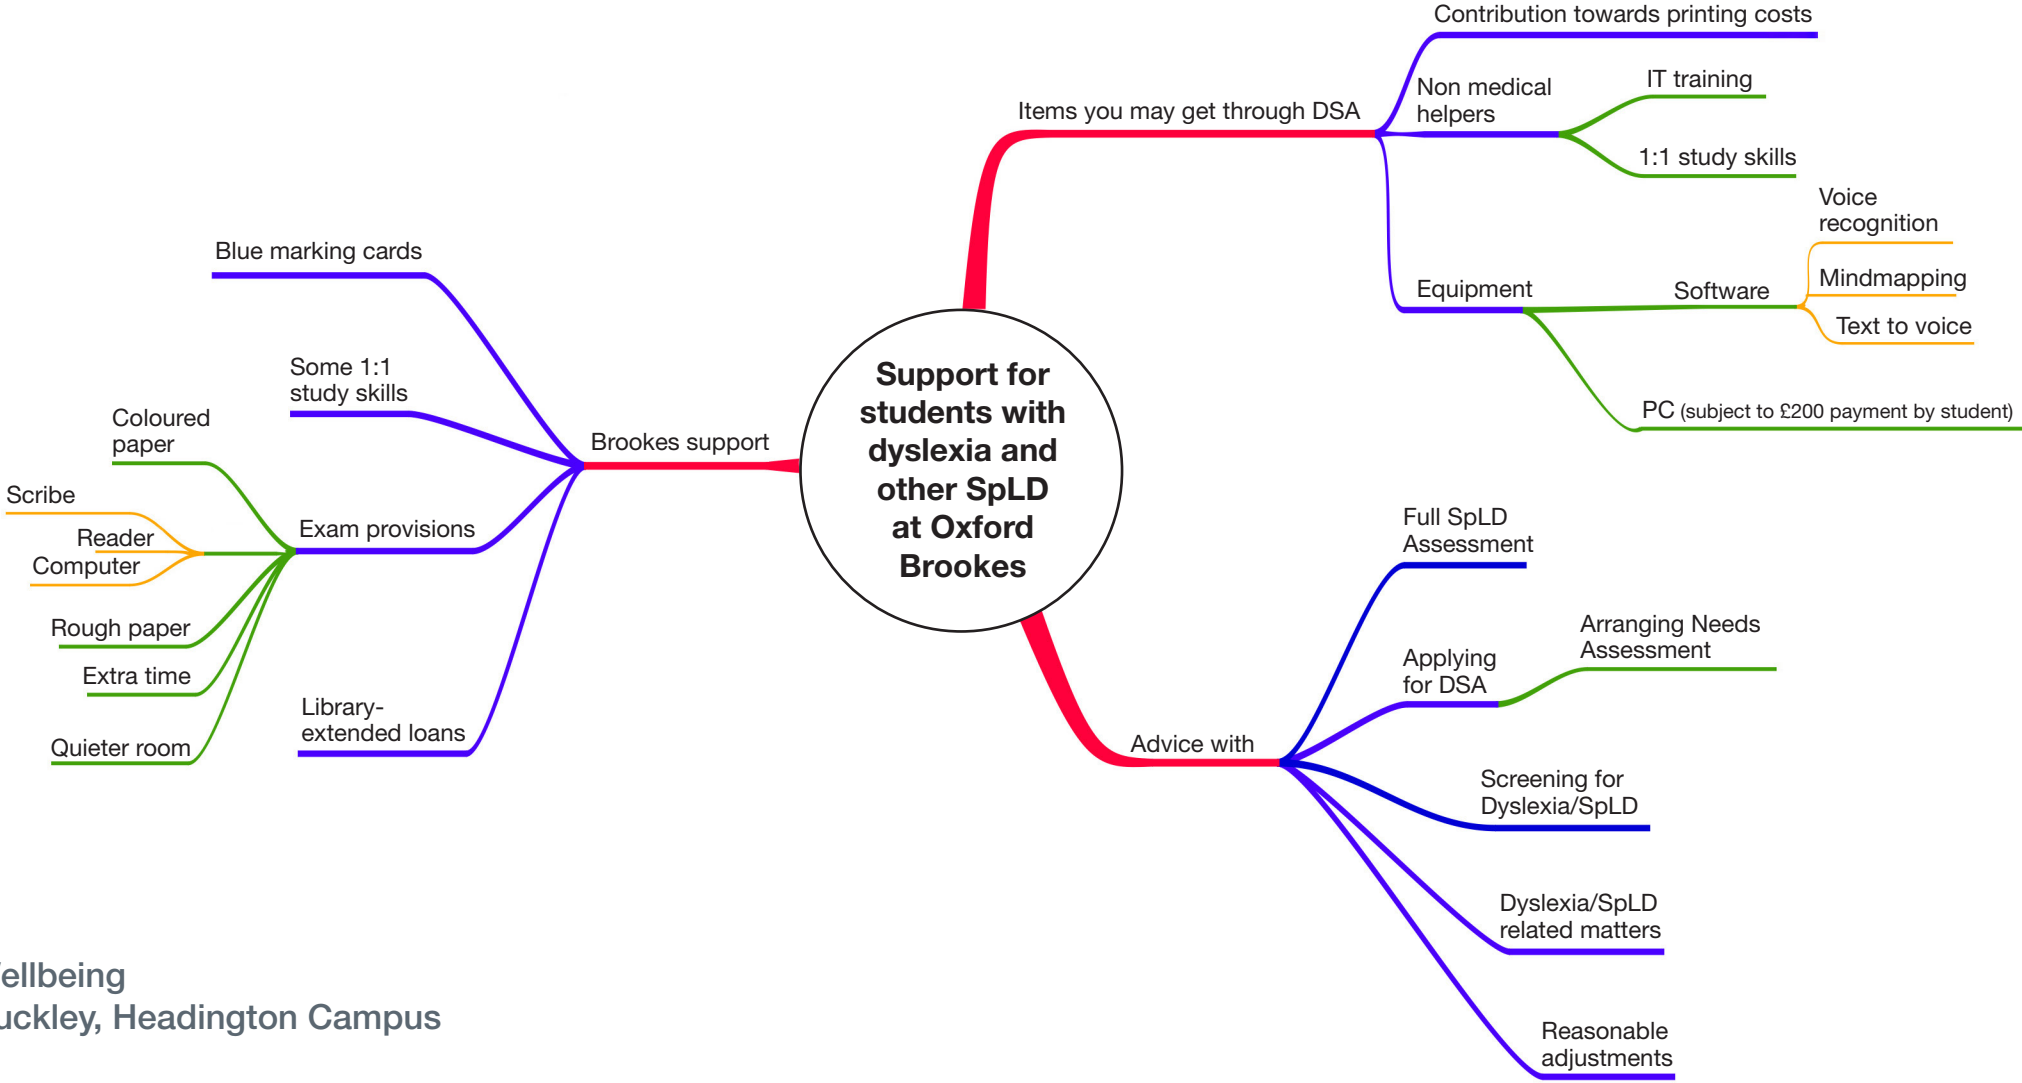 Support for
students with
dyslexia and
other SpLD
at Oxford
Brookes
Items you may get through DSA
Contribution towards printing costs
Non medical
helpers
IT training
1:1 study skills
Equipment
Software
Voice
recognition
Mindmapping
Text to voice
PC (subject to £200 payment by student)
Advice with
Full SpLD
Assessment
Applying
for DSA
Arranging Needs
Assessment
Screening for
Dyslexia/SpLD
Dyslexia/SpLD
related matters
Reasonable
adjustments
Brookes support
Blue marking cards
Some 1:1
study skills
Exam provisions
Coloured
paper
Scribe
Reader
Computer
Rough paper
Extra time
Quieter room
Library-
extended loans
ellbeing
uckley, Headington Campus